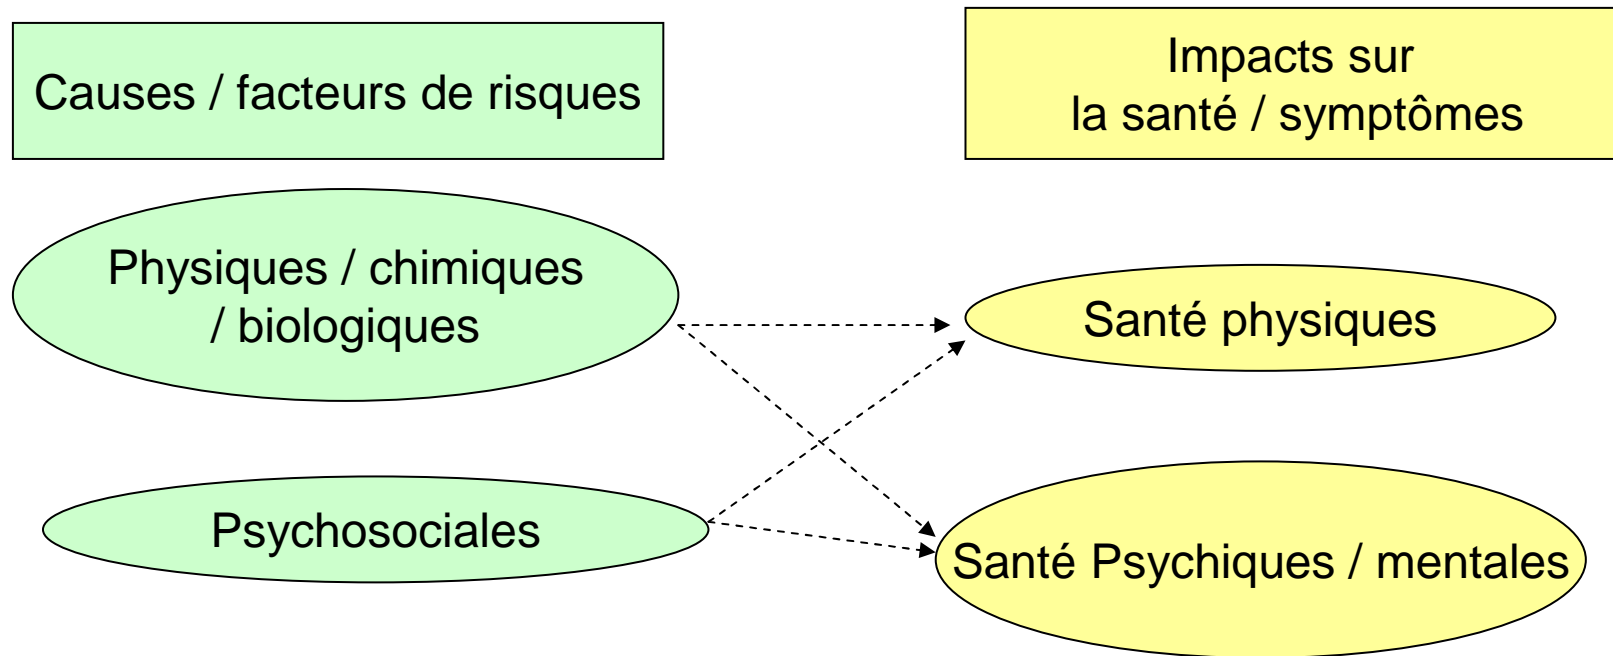 Causes / facteurs de risques
Impacts sur
la santé / symptômes
Physiques / chimiques
/ biologiques
Santé physiques
Psychosociales
Santé Psychiques / mentales